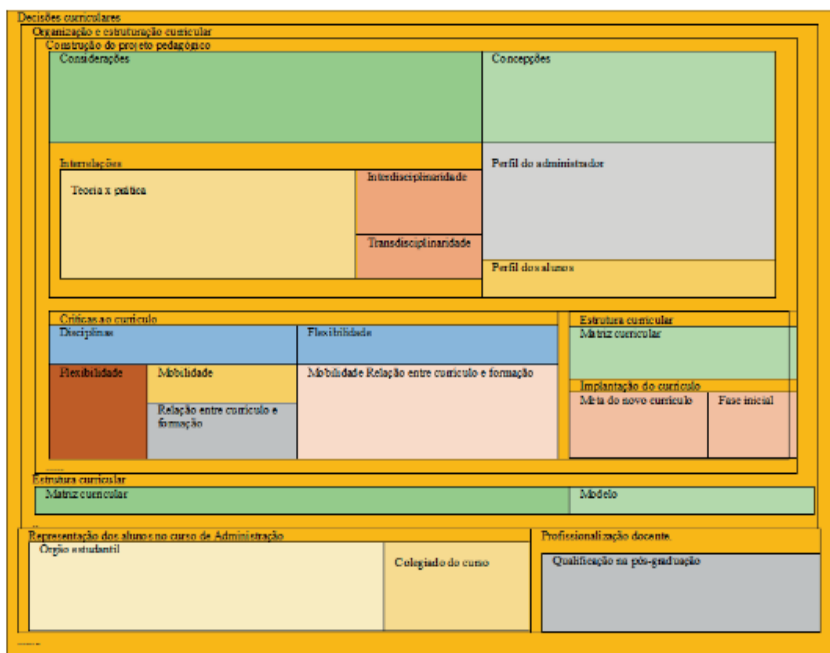 Decisões curriculares
Organização e estruturação curricular
Construção do projeto pedagógico
Considerações
Concepções
Interrelações
Teoria x prática
Interdisciplinaridade
Transdisciplinaridade
Perfil do administrador
Perfil dos alunos
Críticas ao currículo
Disciplinas
Flexibilidade
Flexibilidade
Mobilidade
Relação entre currículo e
formação
Mobilidade Relação entre currículo e formação
Estrutura curricular
Matriz curricular
Implantação do currículo
Meta do novo currículo
Fase inicial
Estrutura curricular
Matriz curricular
Modelo
Representação dos alunos no curso de Administração
Orgão estudantil
Colegiado do curso
Profissionalização docente.
Qualificação na pós-graduação